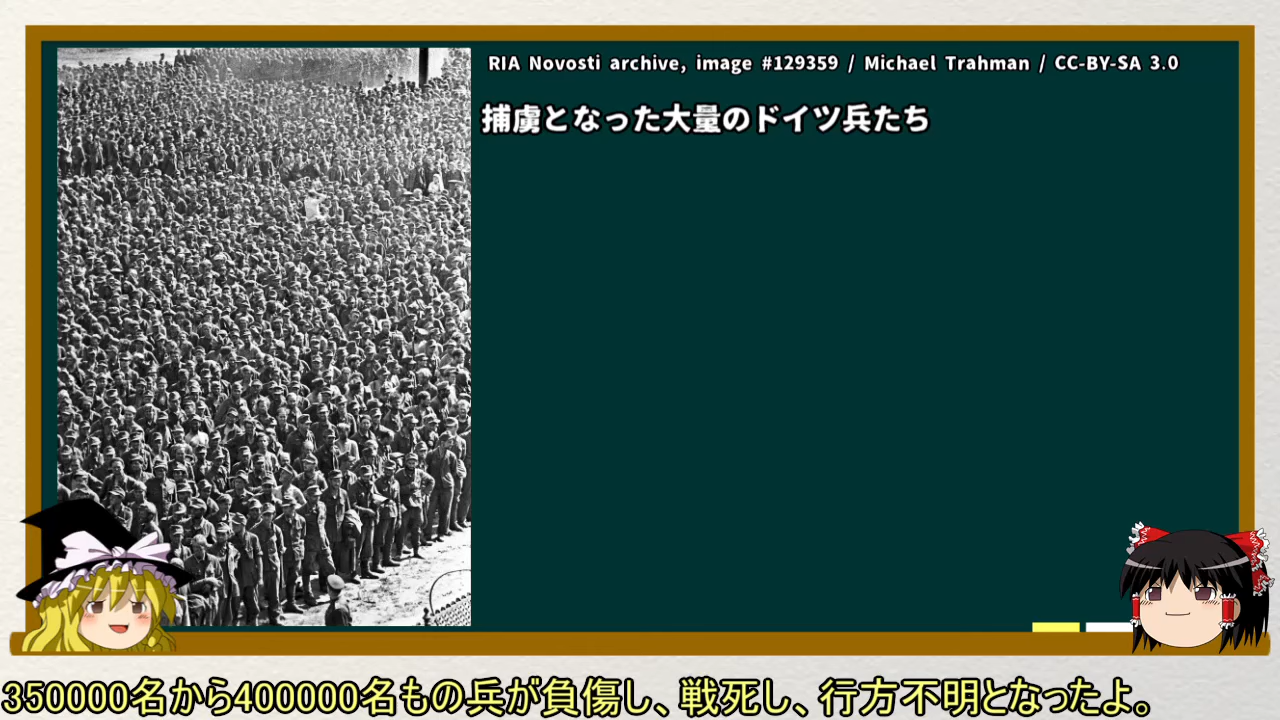 RIA Novosti archive, image #129359 / Michael Trahman / CC-BY-SA 3.0
捕虜となった大量のドイツ兵たち
350000名から400000名もの兵が負傷し、戦死し、行方不明となったよ。